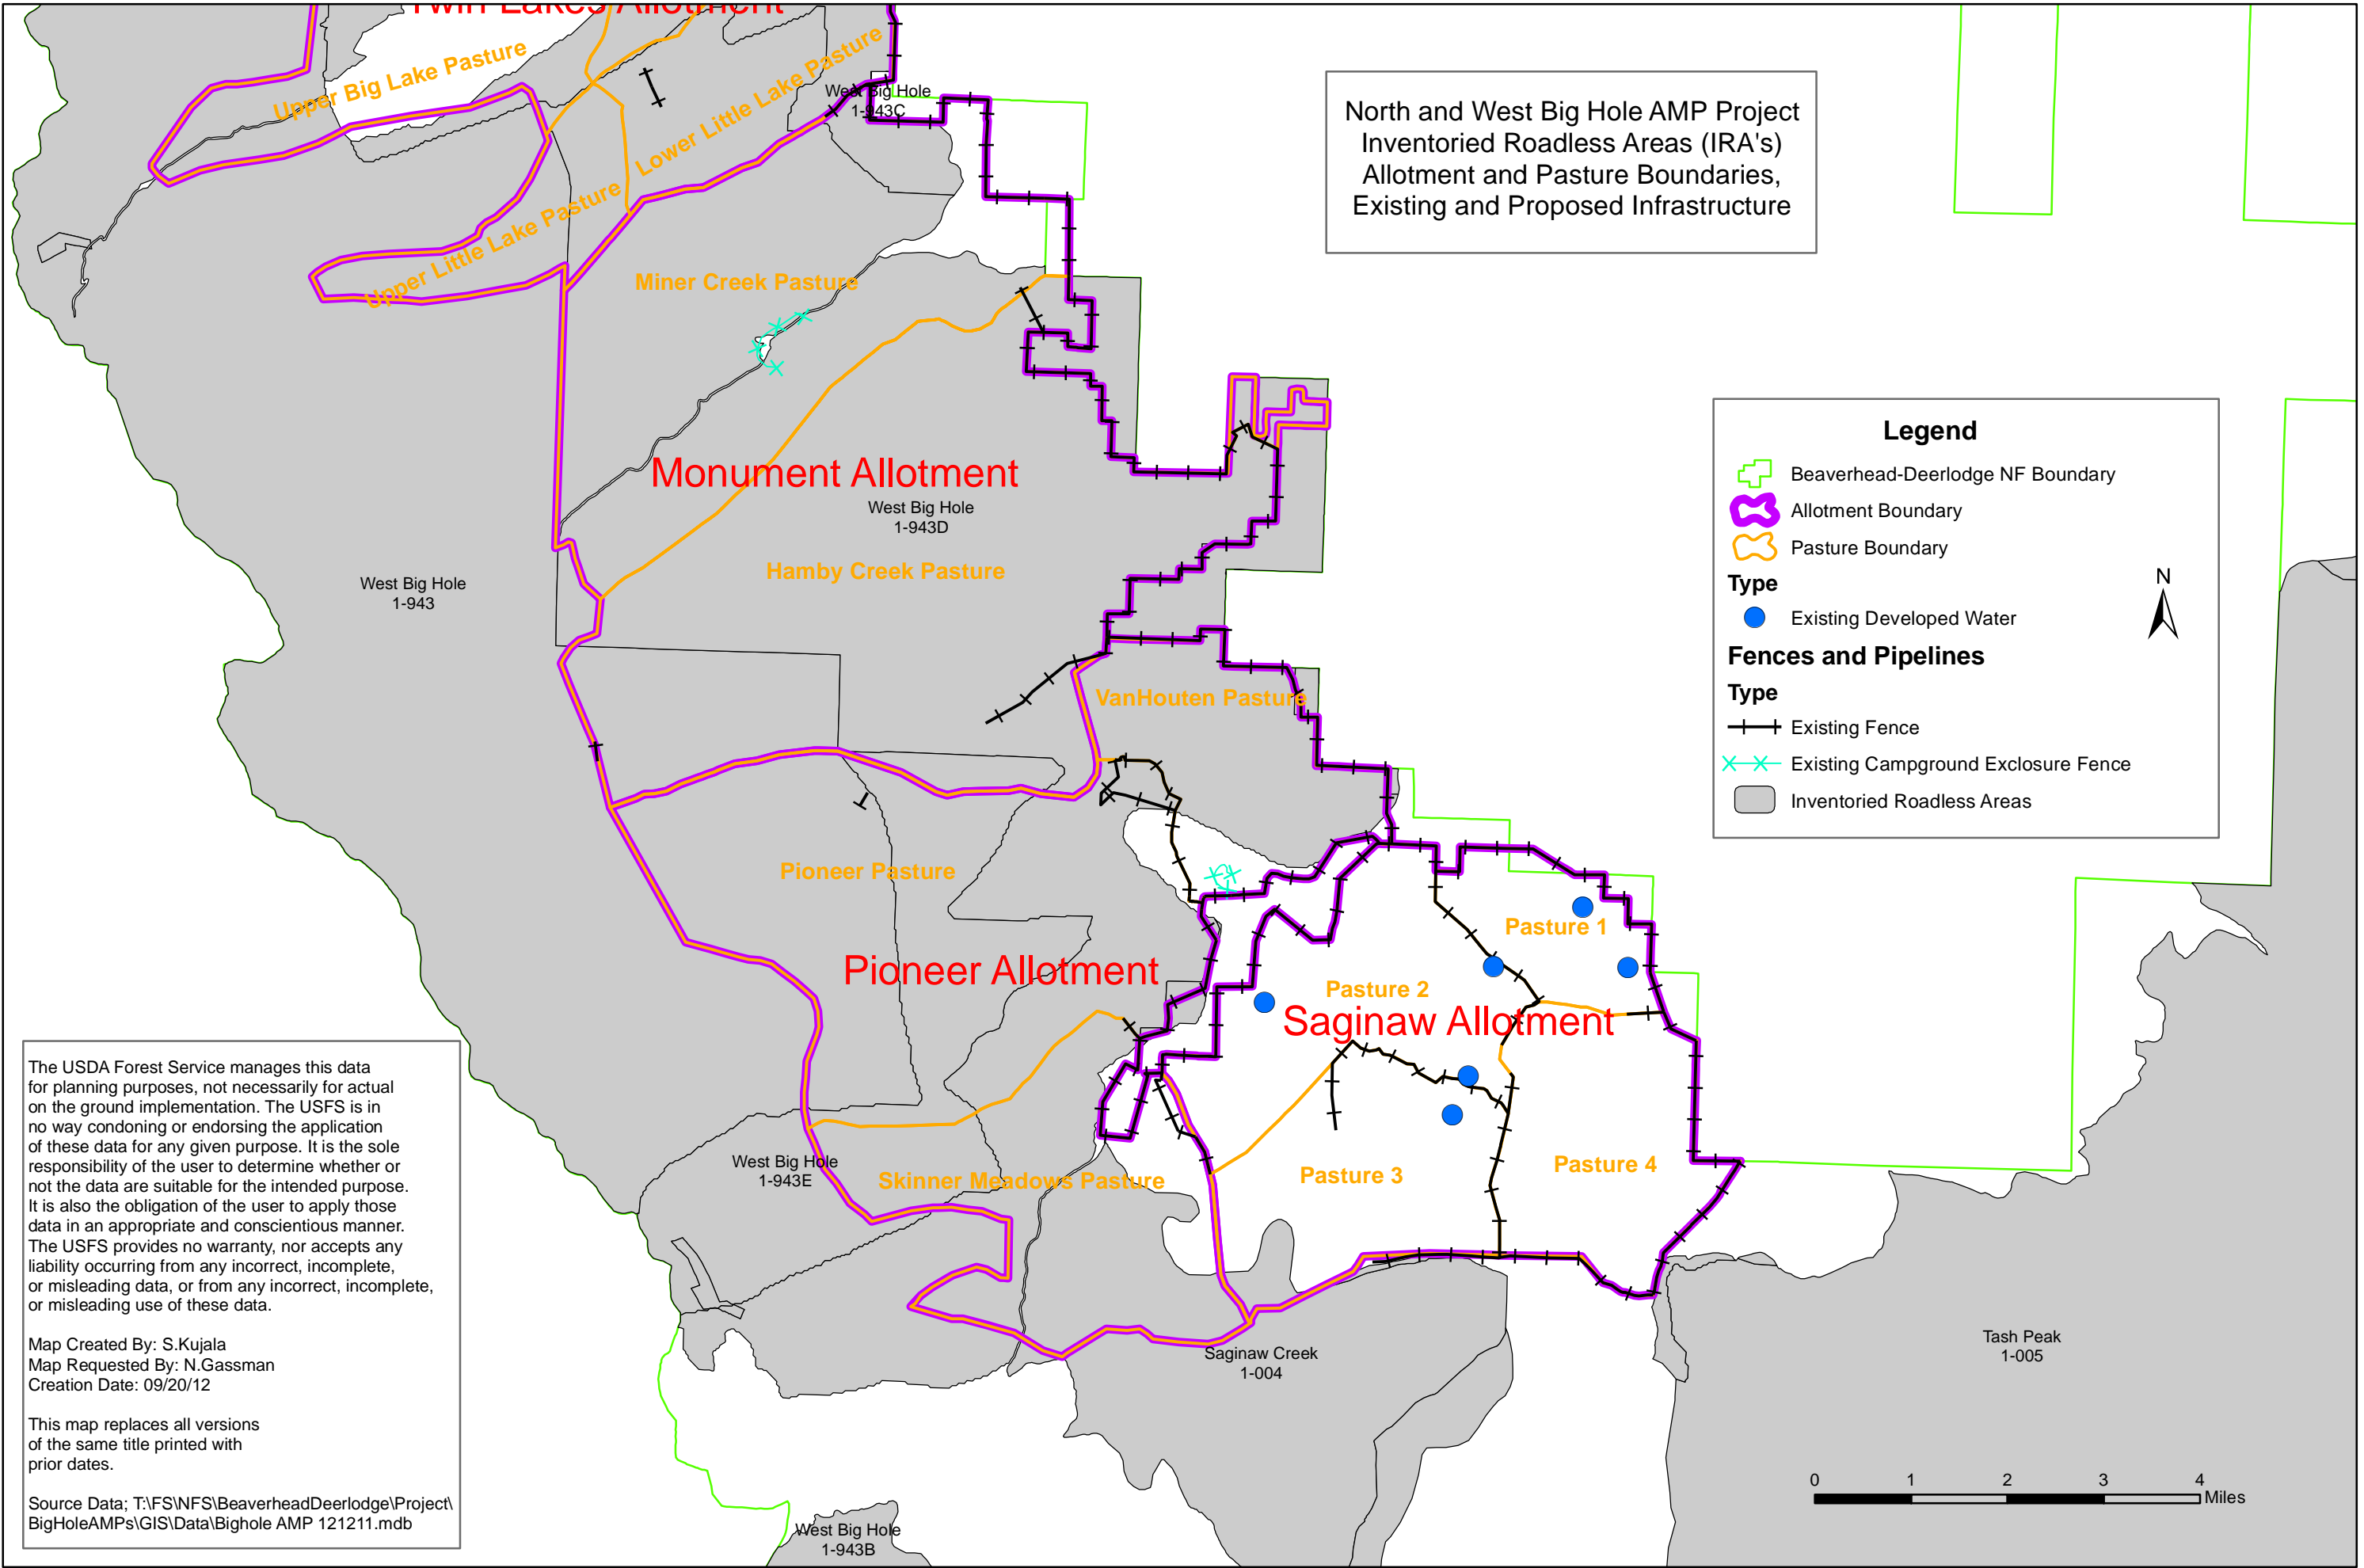 Twin Lakes Allotment
Upper Big Lake Pasture
Lower Little Lake Pasture
West Big Hole
1-943C
Upper Little Lake Pasture
Miner Creek Pasture
North and West Big Hole AMP Project
Inventoried Roadless Areas (IRA's)
Allotment and Pasture Boundaries,
Existing and Proposed Infrastructure
Monument Allotment
West Big Hole
1-943D
Hamby Creek Pasture
West Big Hole
1-943
VanHouten Pasture
Legend
Beaverhead-Deerlodge NF Boundary
Allotment Boundary
Pasture Boundary
Type
Existing Developed Water
Fences and Pipelines
Type
Existing Fence
Existing Campground Exclosure Fence
Inventoried Roadless Areas
N
Pioneer Pasture
Pioneer Allotment
Pasture 1
Pasture 2
Saginaw Allotment
Pasture 3
Pasture 4
West Big Hole
1-943E
Skinner Meadows Pasture
Saginaw Creek
1-004
Tash Peak
1-005
West Big Hole
1-943B
The USDA Forest Service manages this data
for planning purposes, not necessarily for actual
on the ground implementation. The USFS is in
no way condoning or endorsing the application
of these data for any given purpose. It is the sole
responsibility of the user to determine whether or
not the data are suitable for the intended purpose.
It is also the obligation of the user to apply those
data in an appropriate and conscientious manner.
The USFS provides no warranty, nor accepts any
liability occurring from any incorrect, incomplete,
or misleading data, or from any incorrect, incomplete,
or misleading use of these data.
Map Created By: S.Kujala
Map Requested By: N.Gassman
Creation Date: 09/20/12
This map replaces all versions
of the same title printed with
prior dates.
Source Data; T:\FS\NFS\BeaverheadDeerlodge\Project\
BigHoleAMPs\GIS\Data\Bighole AMP 121211.mdb
0 1 2 3 4
Miles